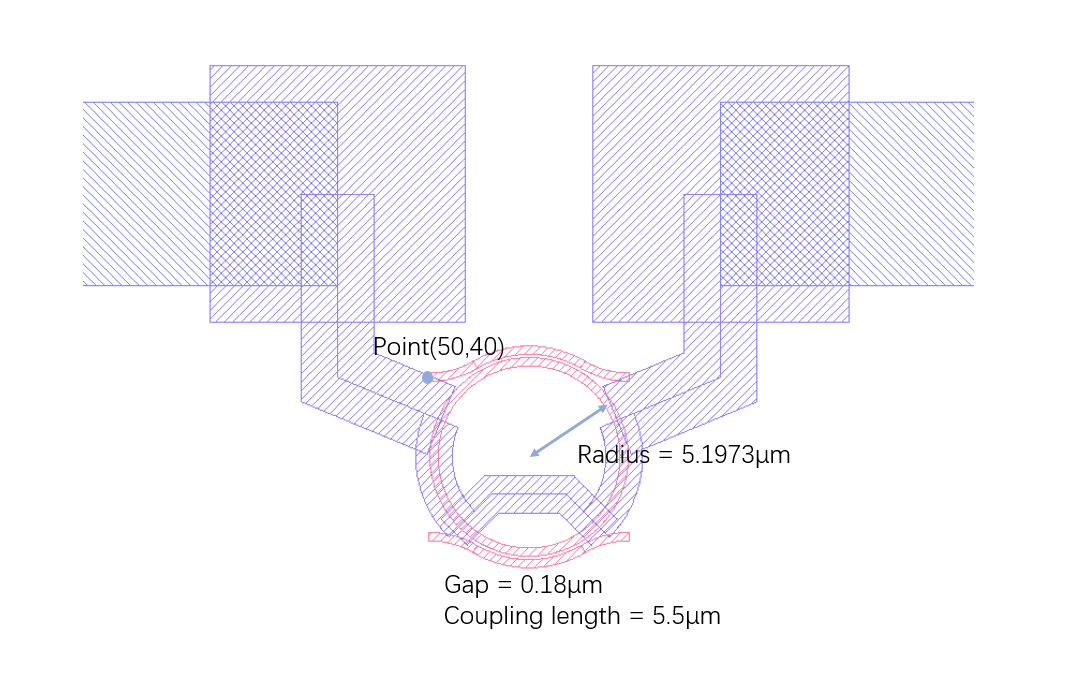 Point(50,40)
Radius = 5.1973μm
Gap = 0.18μm
Coupling length = 5.5μm